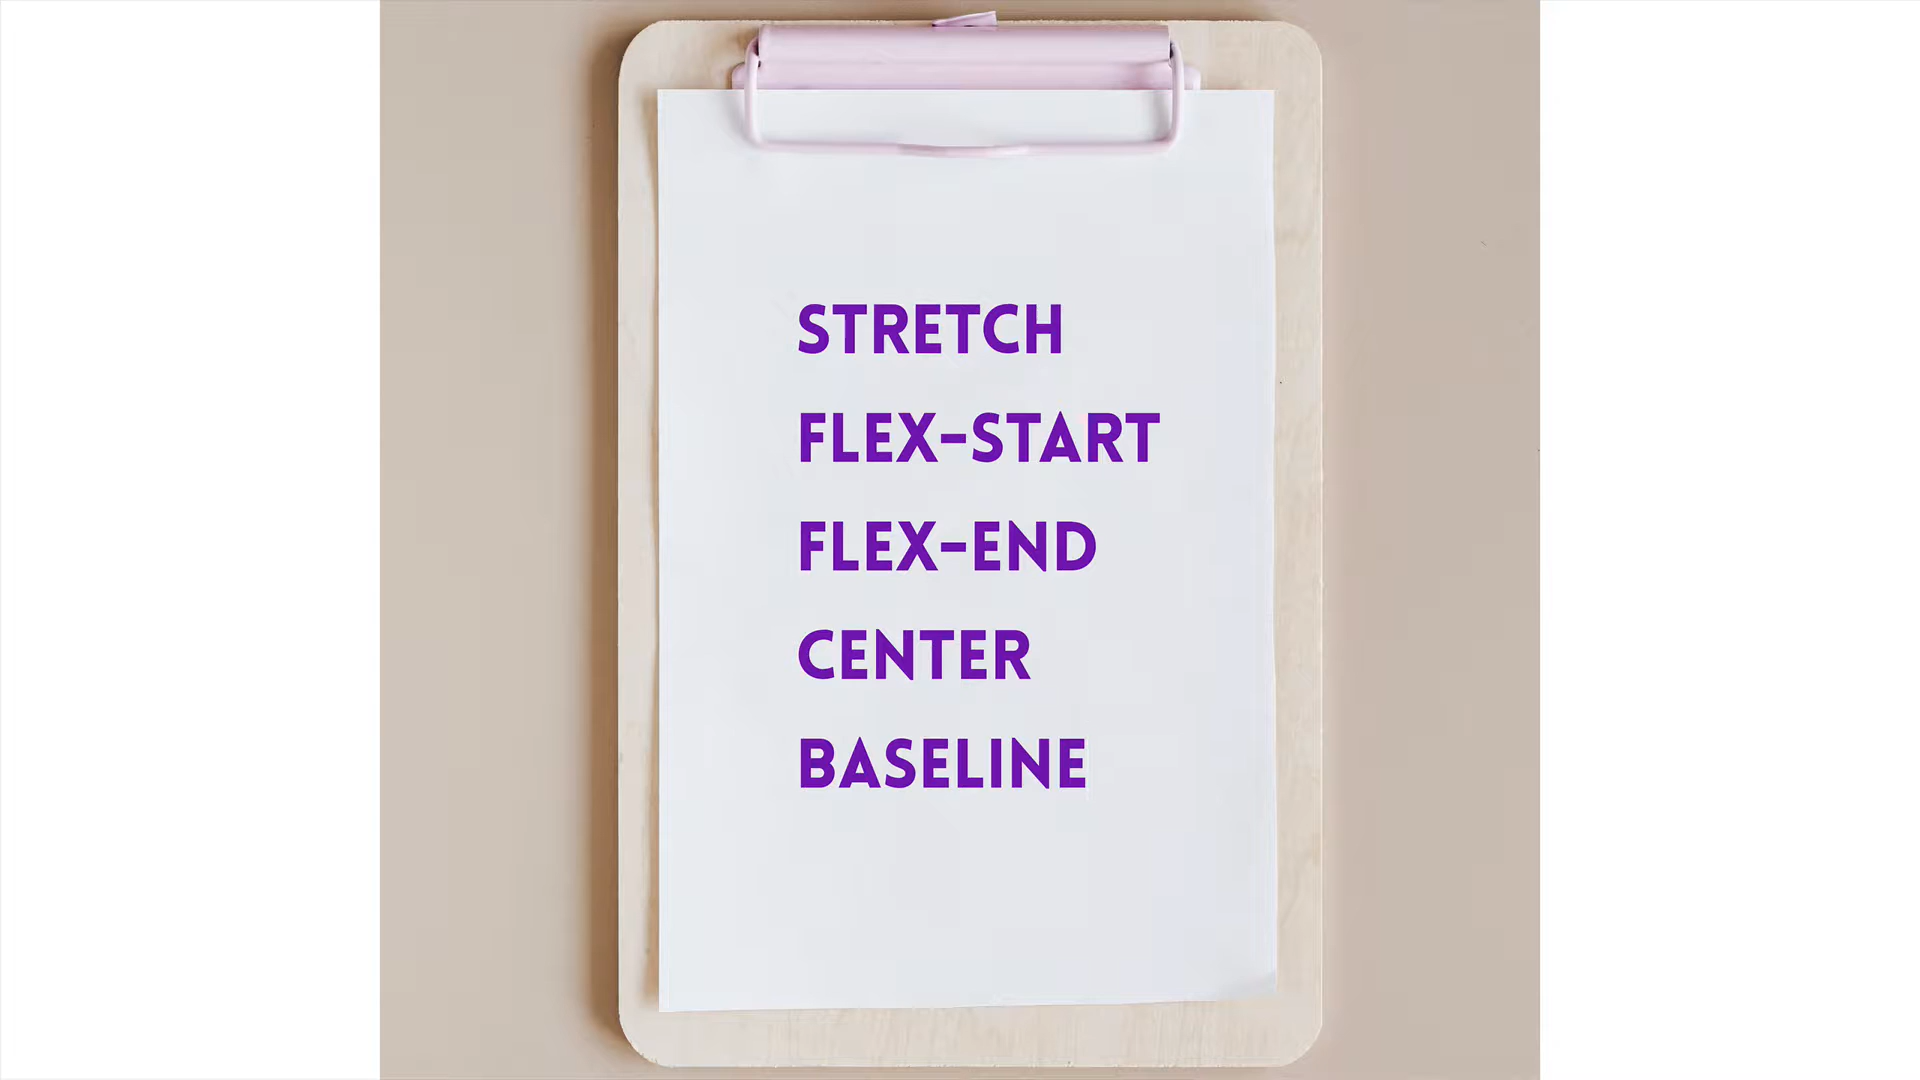 STRETCH
FLEX-START
FLEX-END
CENTER
BASELINE